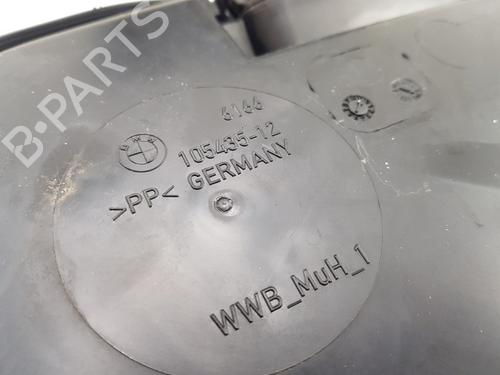 B-PARTS
6166
105435-12
>PP< GERMANY
WWB_MuH_1